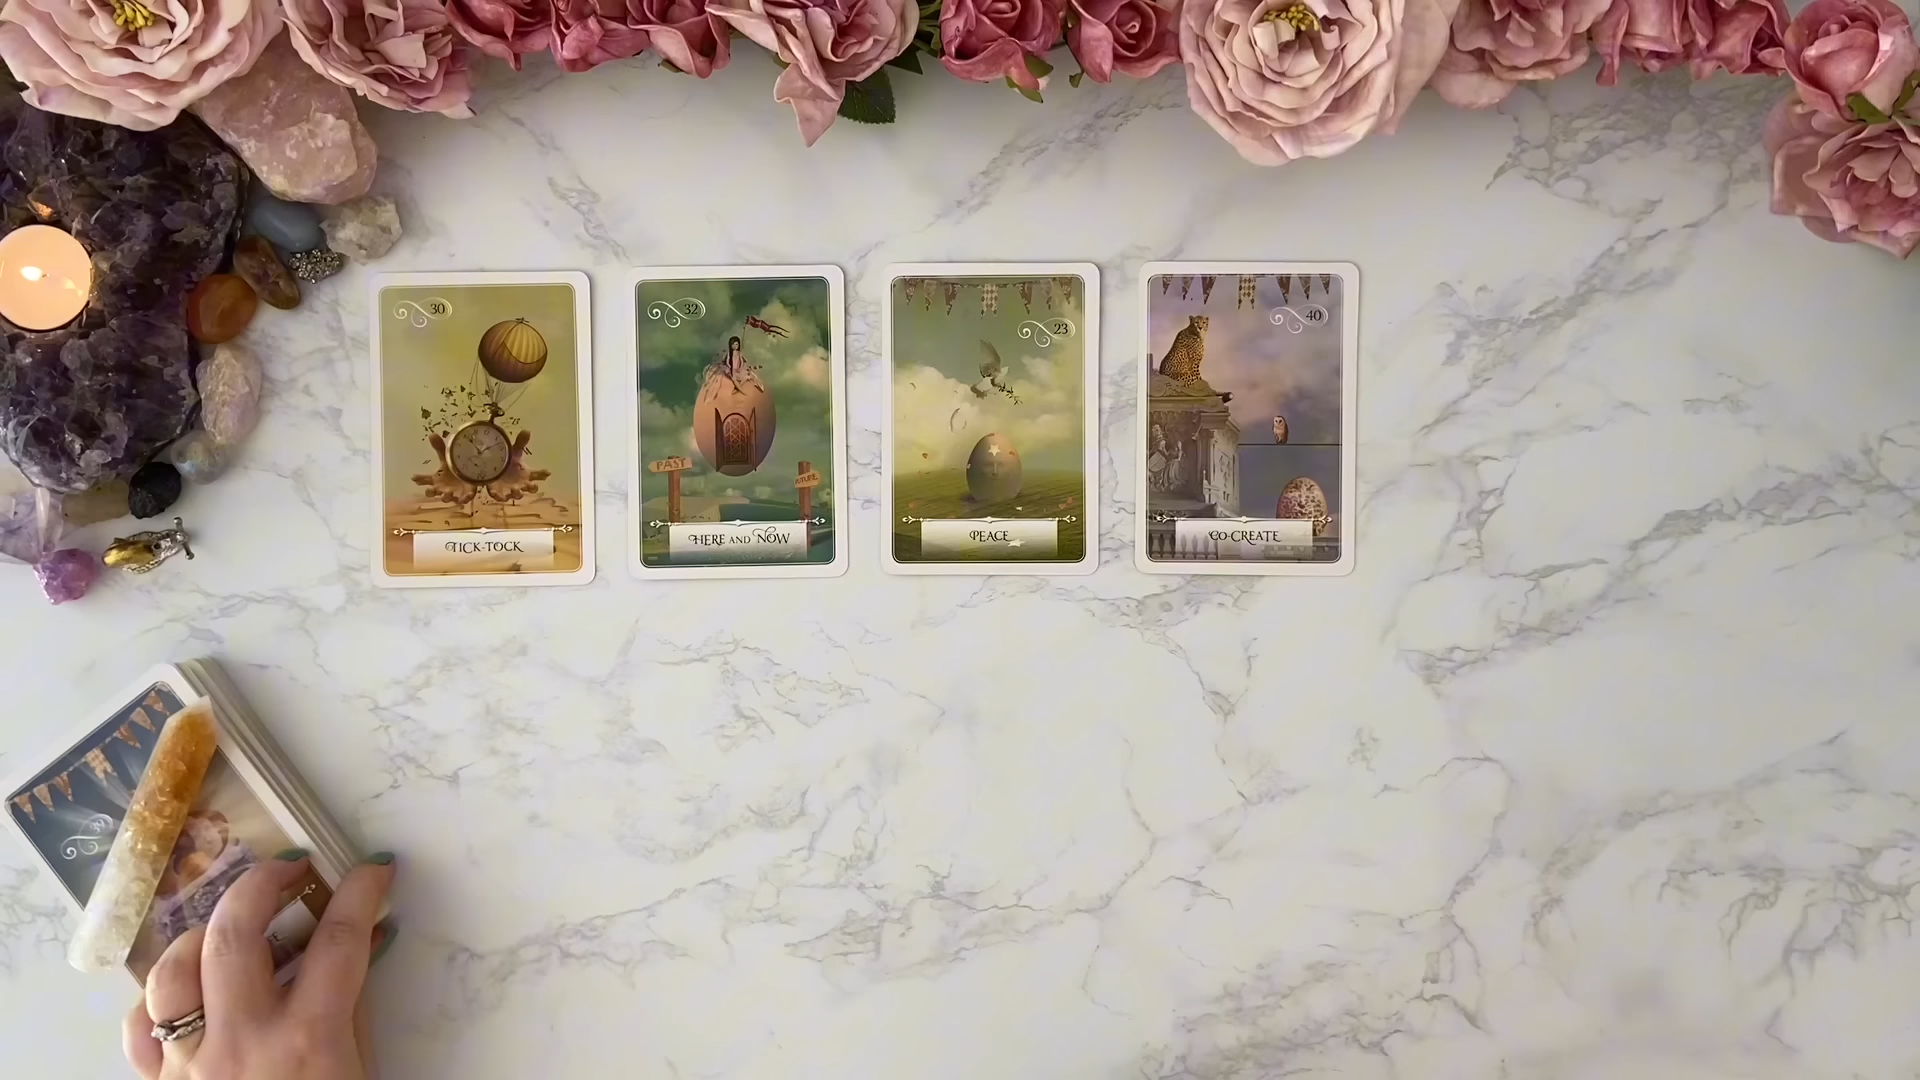 30
TICK-TOCK
32
PAST
FUTURE
HERE AND NOW
23
PEACE
40
CO-CREATE